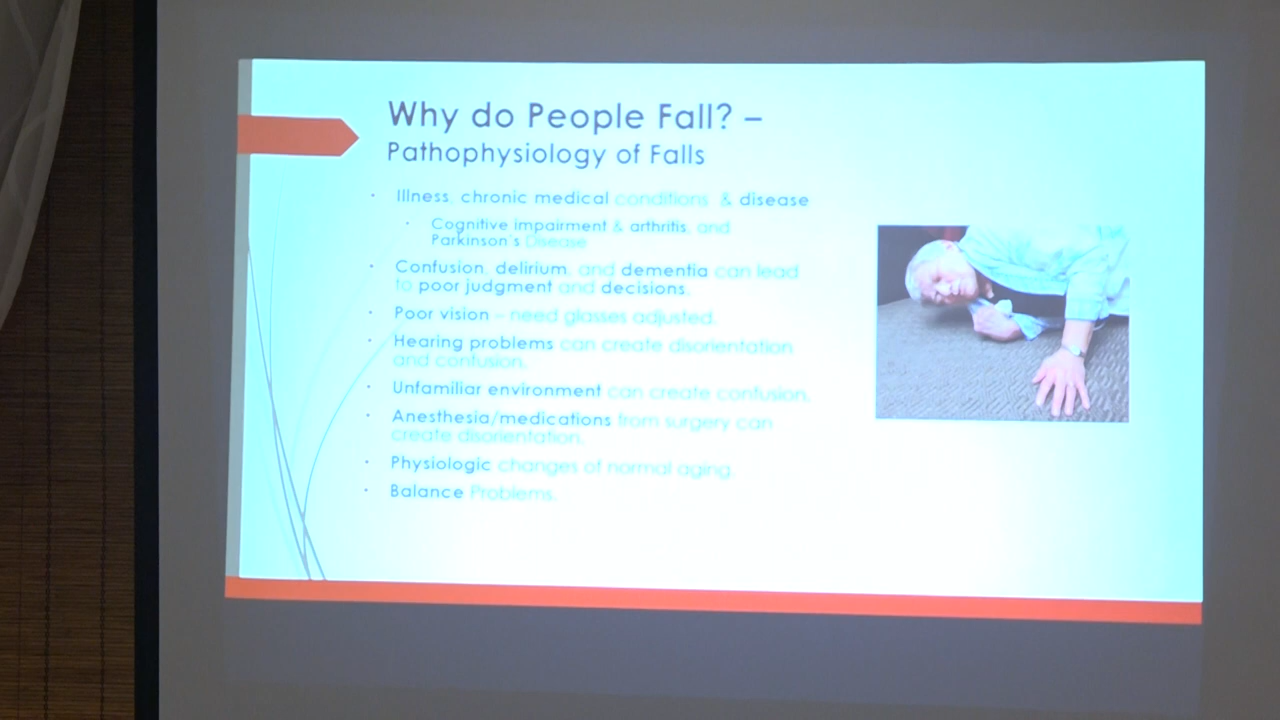 Why do People Fall? –
Pathophysiology of Falls
Illness, chronic medical conditions & disease
Cognitive impairment & arthritis, and
Parkinson's Disease
Confusion, delirium, and dementia can lead
to poor judgment and decisions.
Poor vision – need glasses adjusted.
Hearing problems can create disorientation
and confusion.
Unfamiliar environment can create confusion.
Anesthesia/medications from surgery can
create disorientation.
Physiologic changes of normal aging.
Balance Problems.